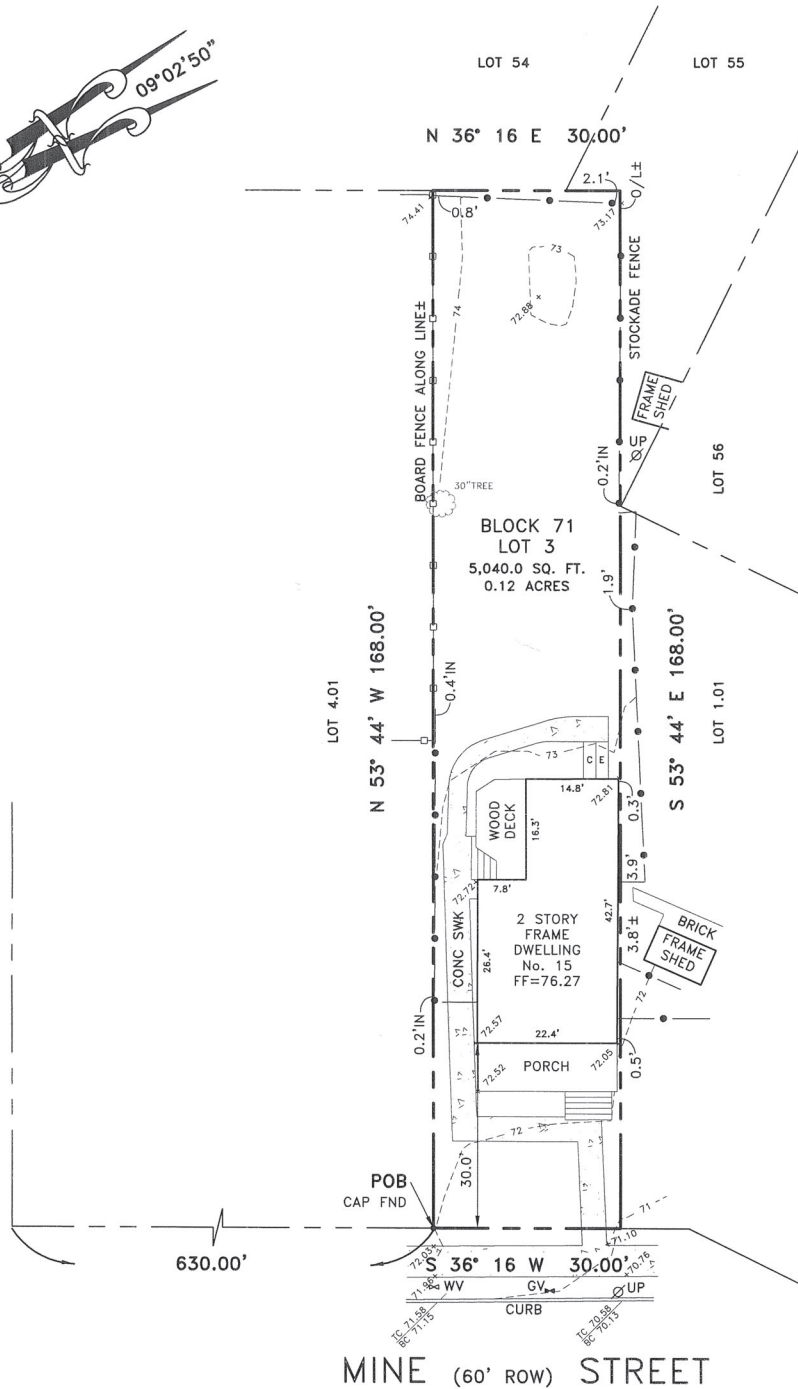 09°02'50"
LOT 54
LOT 55
N 36° 16 E 30.00'
2.1'
O/L±
74.41
0.8'
73.17
73
72.88
74
BOARD FENCE ALONG LINE±
STOCKADE FENCE
FRAME
SHED
UP
0.2'IN
LOT 56
30"TREE
BLOCK 71
LOT 3
5,040.0 SQ. FT.
0.12 ACRES
1.9'
LOT 4.01
N 53° 44' W 168.00'
0.4'IN
S 53° 44' E 168.00'
LOT 1.01
73
C E
14.8'
72.81
0.3'
WOOD
DECK
16.3'
7.8'
72.72
3.9'
42.7'
3.8'±
BRICK
FRAME
SHED
CONC SWK
26.4'
2 STORY
FRAME
DWELLING
No. 15
FF=76.27
72
0.2'IN
72.57
22.4'
72.05
0.5'
72.52
PORCH
72
30.0'
POB
CAP FND
71
71.10
630.00'
72.03
S 36° 16 W 30.00'
70.76
71.96
WV
GV
UP
CURB
TC 71.58
BC 71.15
TC 70.58
BC 70.13
MINE (60' ROW) STREET